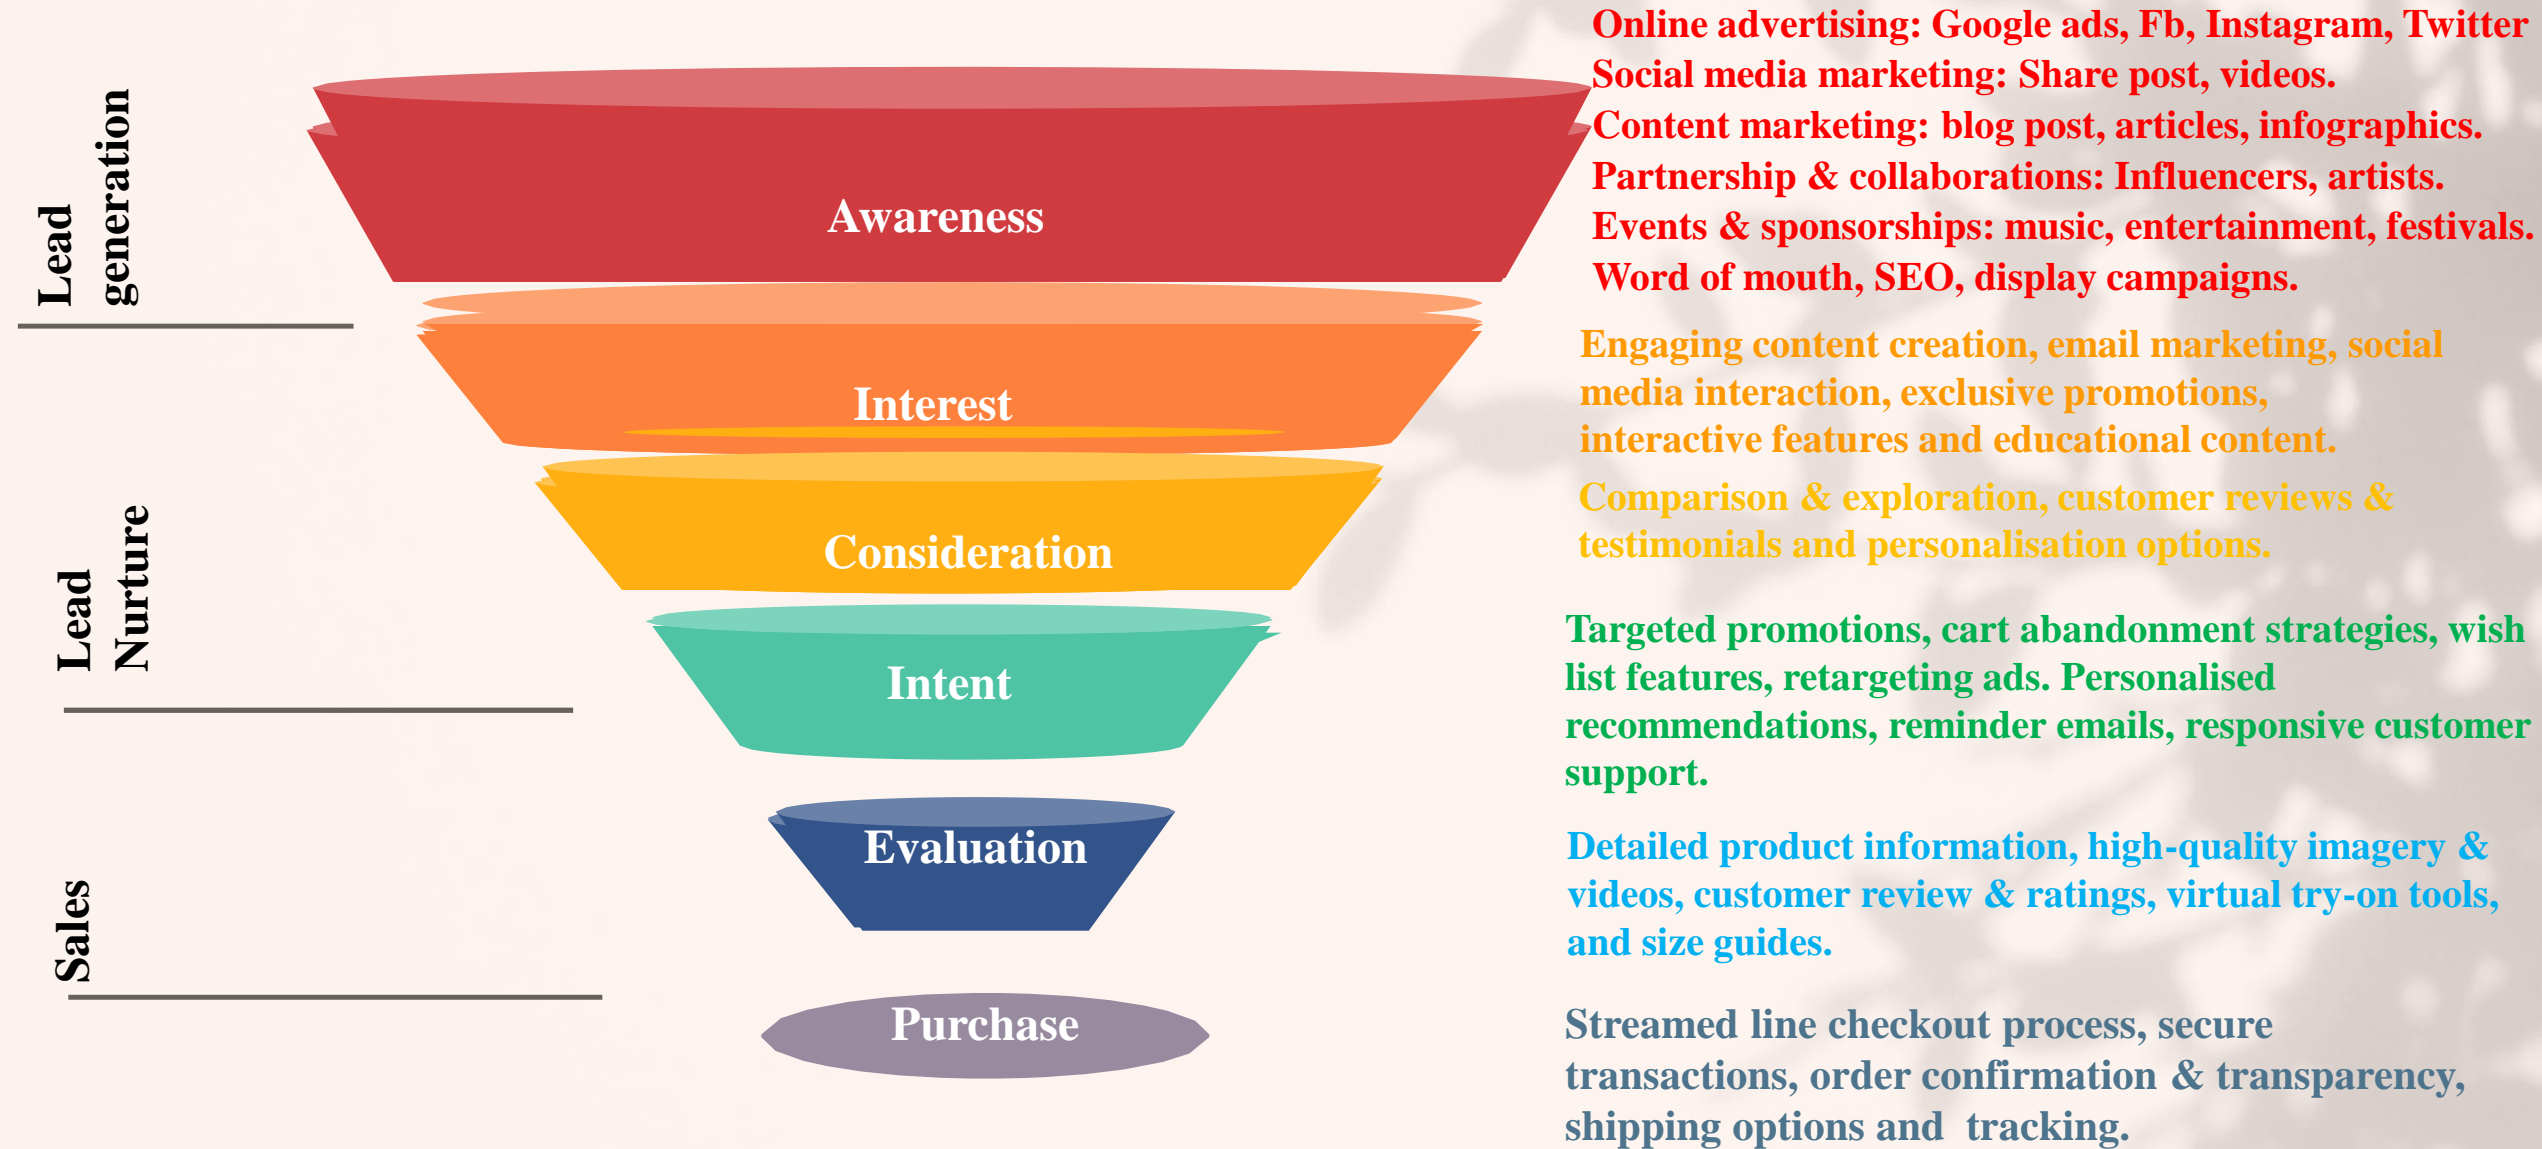 Lead
generation
Awareness
Online advertising: Google ads, Fb, Instagram, Twitter
Social media marketing: Share post, videos.
Content marketing: blog post, articles, infographics.
Partnership & collaborations: Influencers, artists.
Events & sponsorships: music, entertainment, festivals.
Word of mouth, SEO, display campaigns.
Interest
Engaging content creation, email marketing, social
media interaction, exclusive promotions,
interactive features and educational content.
Lead
Nurture
Consideration
Comparison & exploration, customer reviews &
testimonials and personalisation options.
Intent
Targeted promotions, cart abandonment strategies, wish
list features, retargeting ads. Personalised
recommendations, reminder emails, responsive customer
support.
Sales
Evaluation
Detailed product information, high-quality imagery &
videos, customer review & ratings, virtual try-on tools,
and size guides.
Purchase
Streamed line checkout process, secure
transactions, order confirmation & transparency,
shipping options and  tracking.